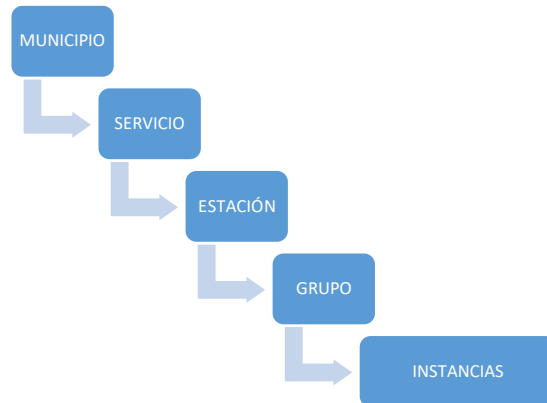 MUNICIPIO
SERVICIO
ESTACIÓN
GRUPO
INSTANCIAS